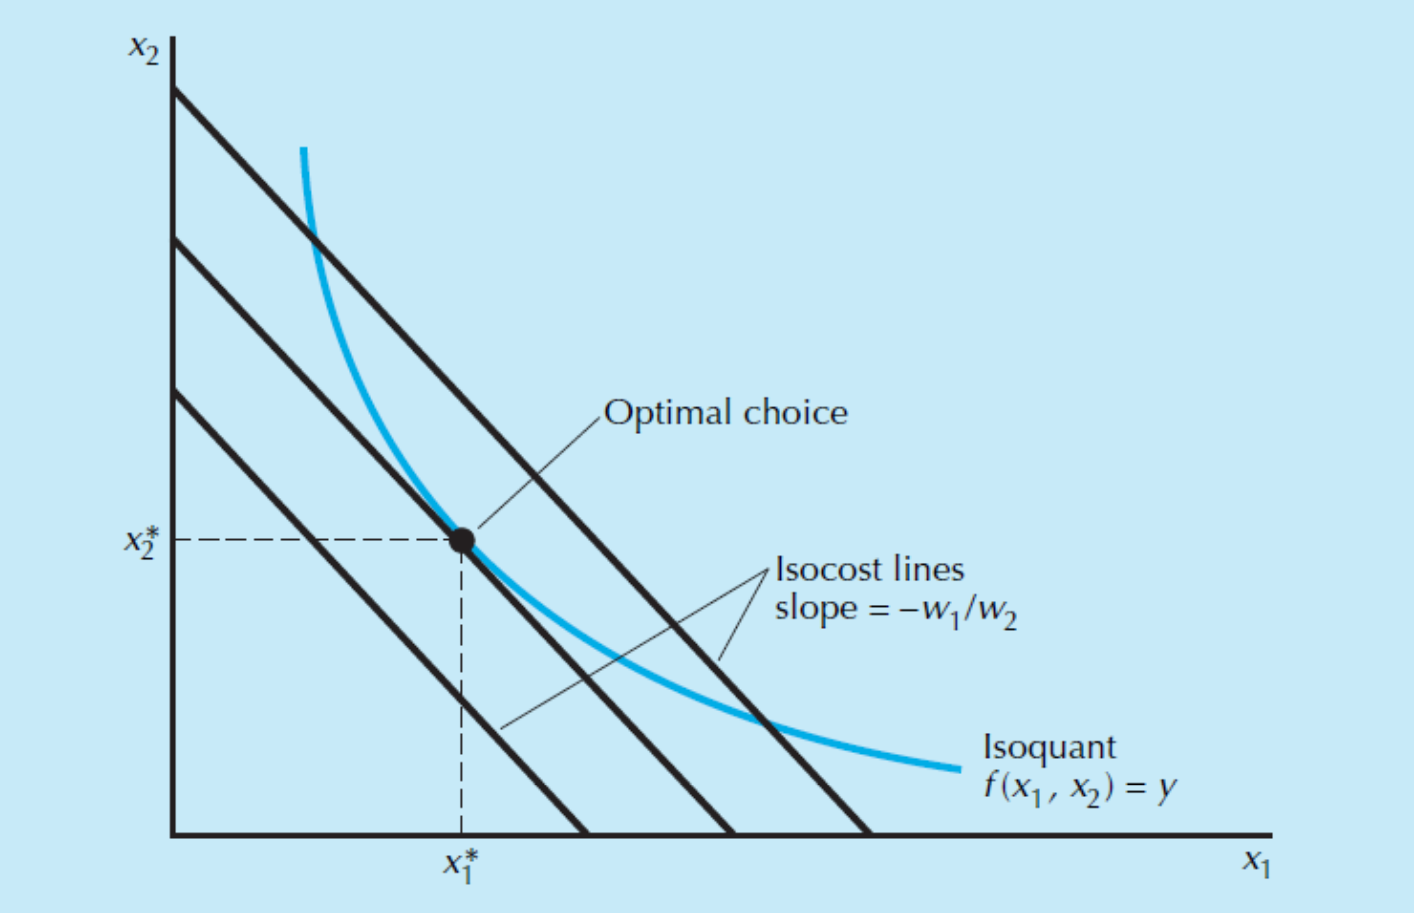 x₂
Optimal choice
x₂*
Isocost lines
slope = −w₁/w₂
Isoquant
f(x₁, x₂) = y
x₁*
x₁